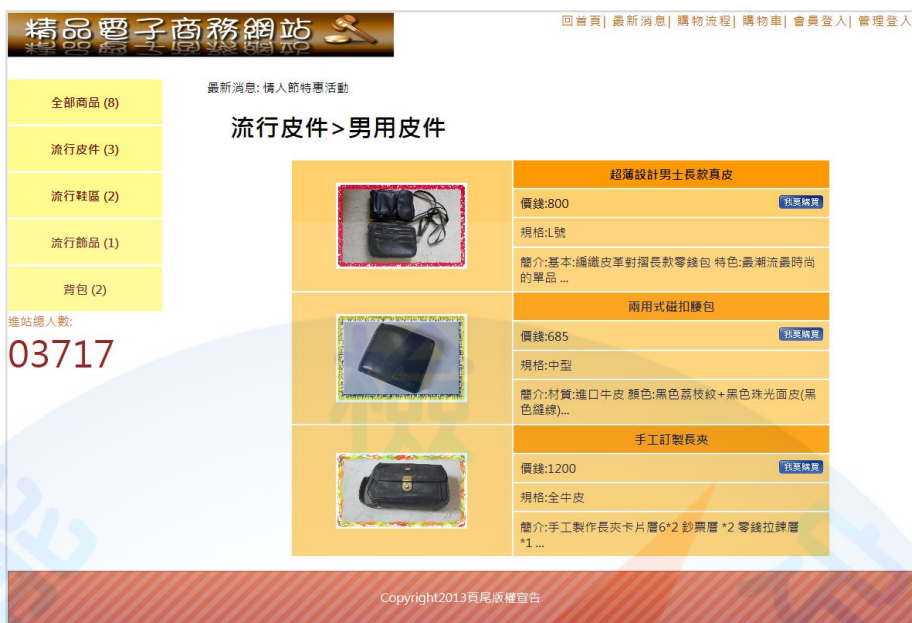 精品電子商務網站
回首頁| 最新消息| 購物流程| 購物車| 會員登入| 管理登入
全部商品 (8)
流行皮件 (3)
流行鞋區 (2)
流行飾品 (1)
背包 (2)
進站總人數:
03717
最新消息: 情人節特惠活動
流行皮件>男用皮件
超薄設計男士長款真皮
價錢:800
我要購買
規格:L號
簡介:基本:編織皮革對摺長款零錢包 特色:最潮流最時尚
的單品 ...
兩用式磁扣腰包
價錢:685
我要購買
規格:中型
簡介:材質:進口牛皮 顏色:黑色荔枝紋+黑色珠光面皮(黑
色縫線)...
手工訂製長夾
價錢:1200
我要購買
規格:全牛皮
簡介:手工製作長夾卡片層6*2 鈔票層 *2 零錢拉鍊層
*1 ...
Copyright2013頁尾版權宣告